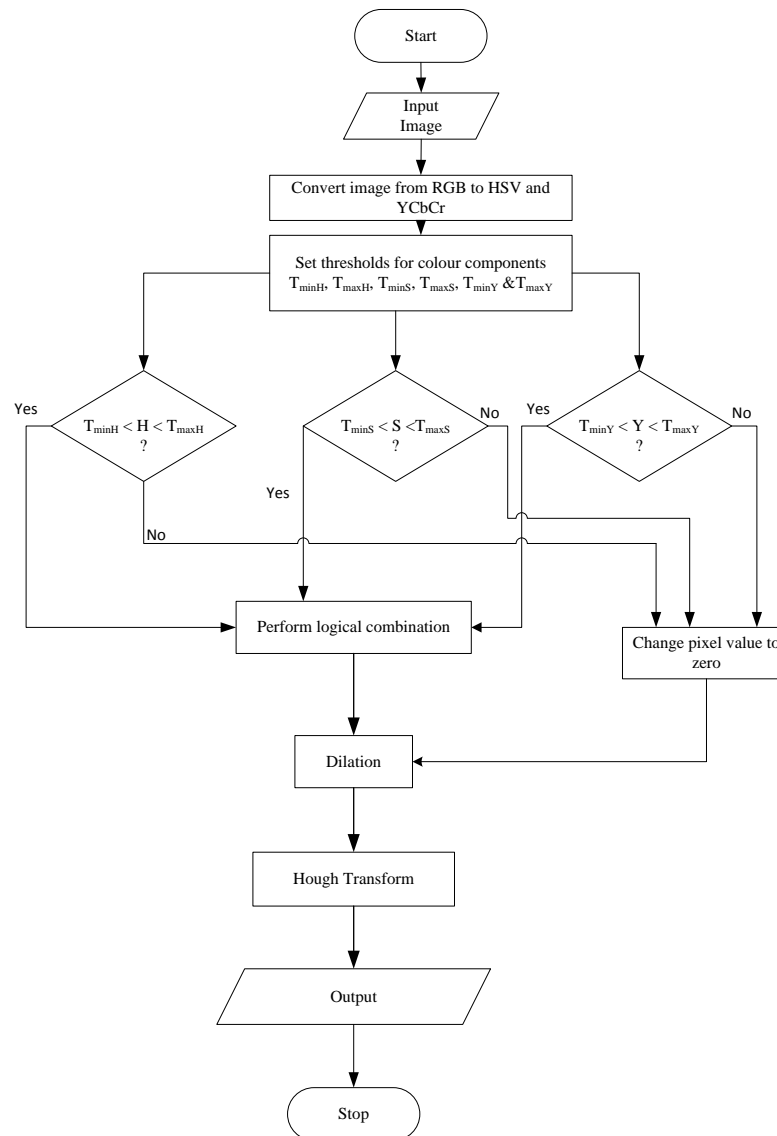 Start
Input
Image
Convert image from RGB to HSV and
YCbCr
Set thresholds for colour components
TminH, TmaxH, TminS, TmaxS, TminY &TmaxY
Yes
TminH < H < TmaxH
?
No
TminS < S <TmaxS
?
No
Yes
Yes
TminY < Y < TmaxY
?
No
Perform logical combination
Change pixel value to
zero
Dilation
Hough Transform
Output
Stop